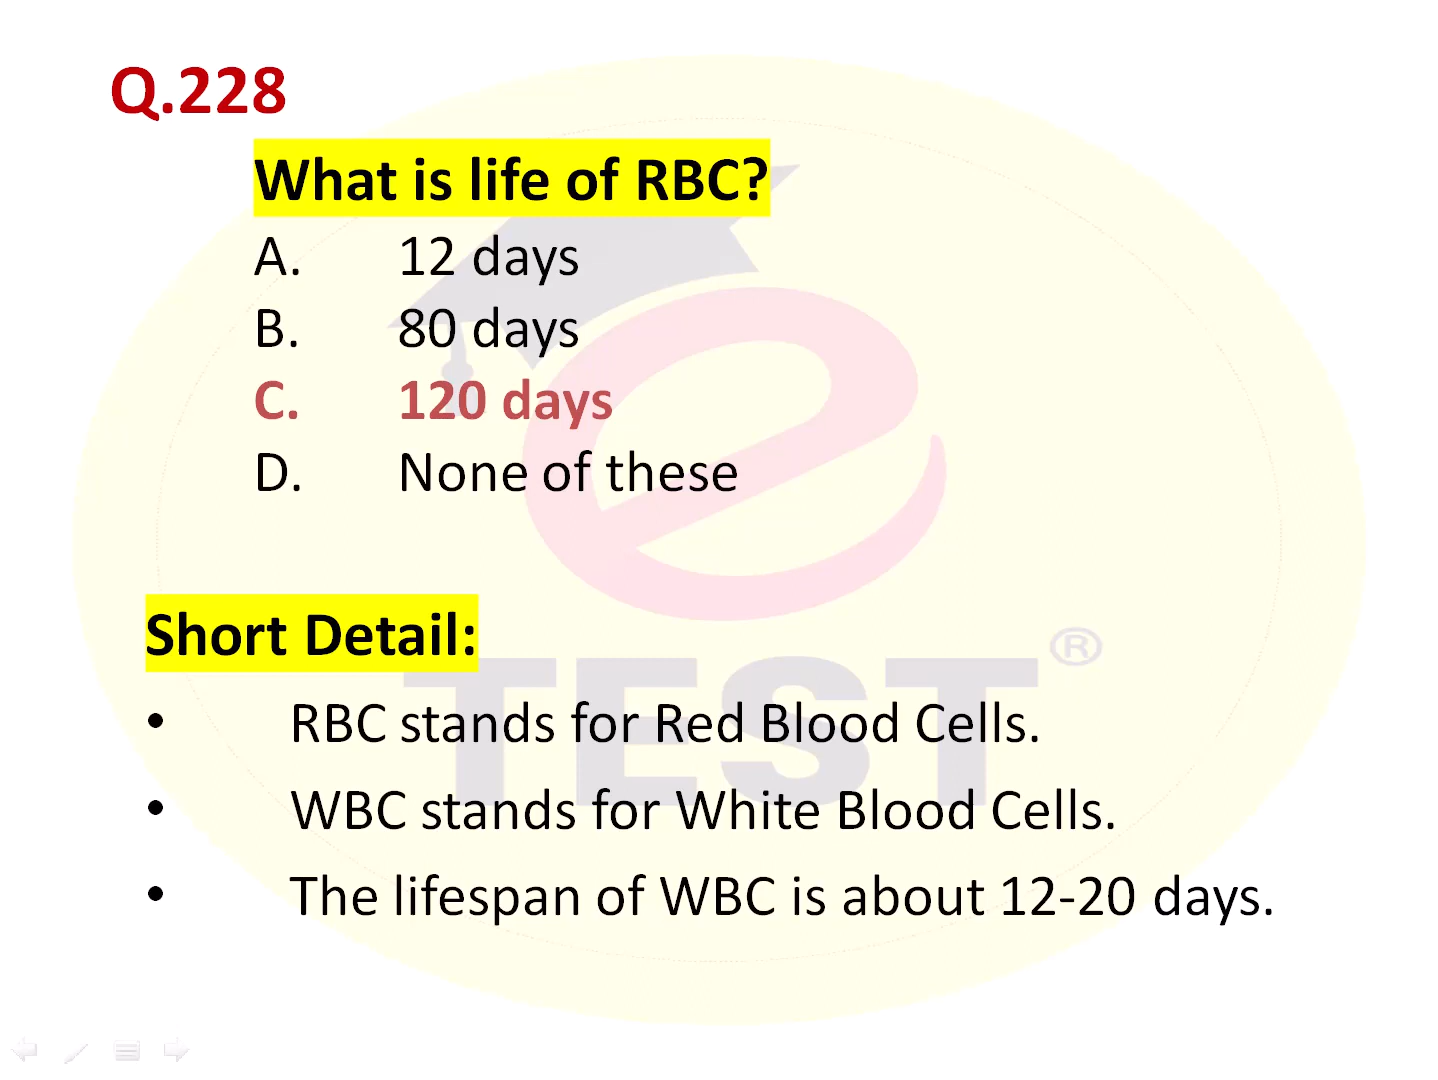 Q.228
What is life of RBC?
A. 12 days
B. 80 days
C. 120 days
D. None of these
Short Detail:
• RBC stands for Red Blood Cells.
• WBC stands for White Blood Cells.
• The lifespan of WBC is about 12-20 days.
e
TEST ®